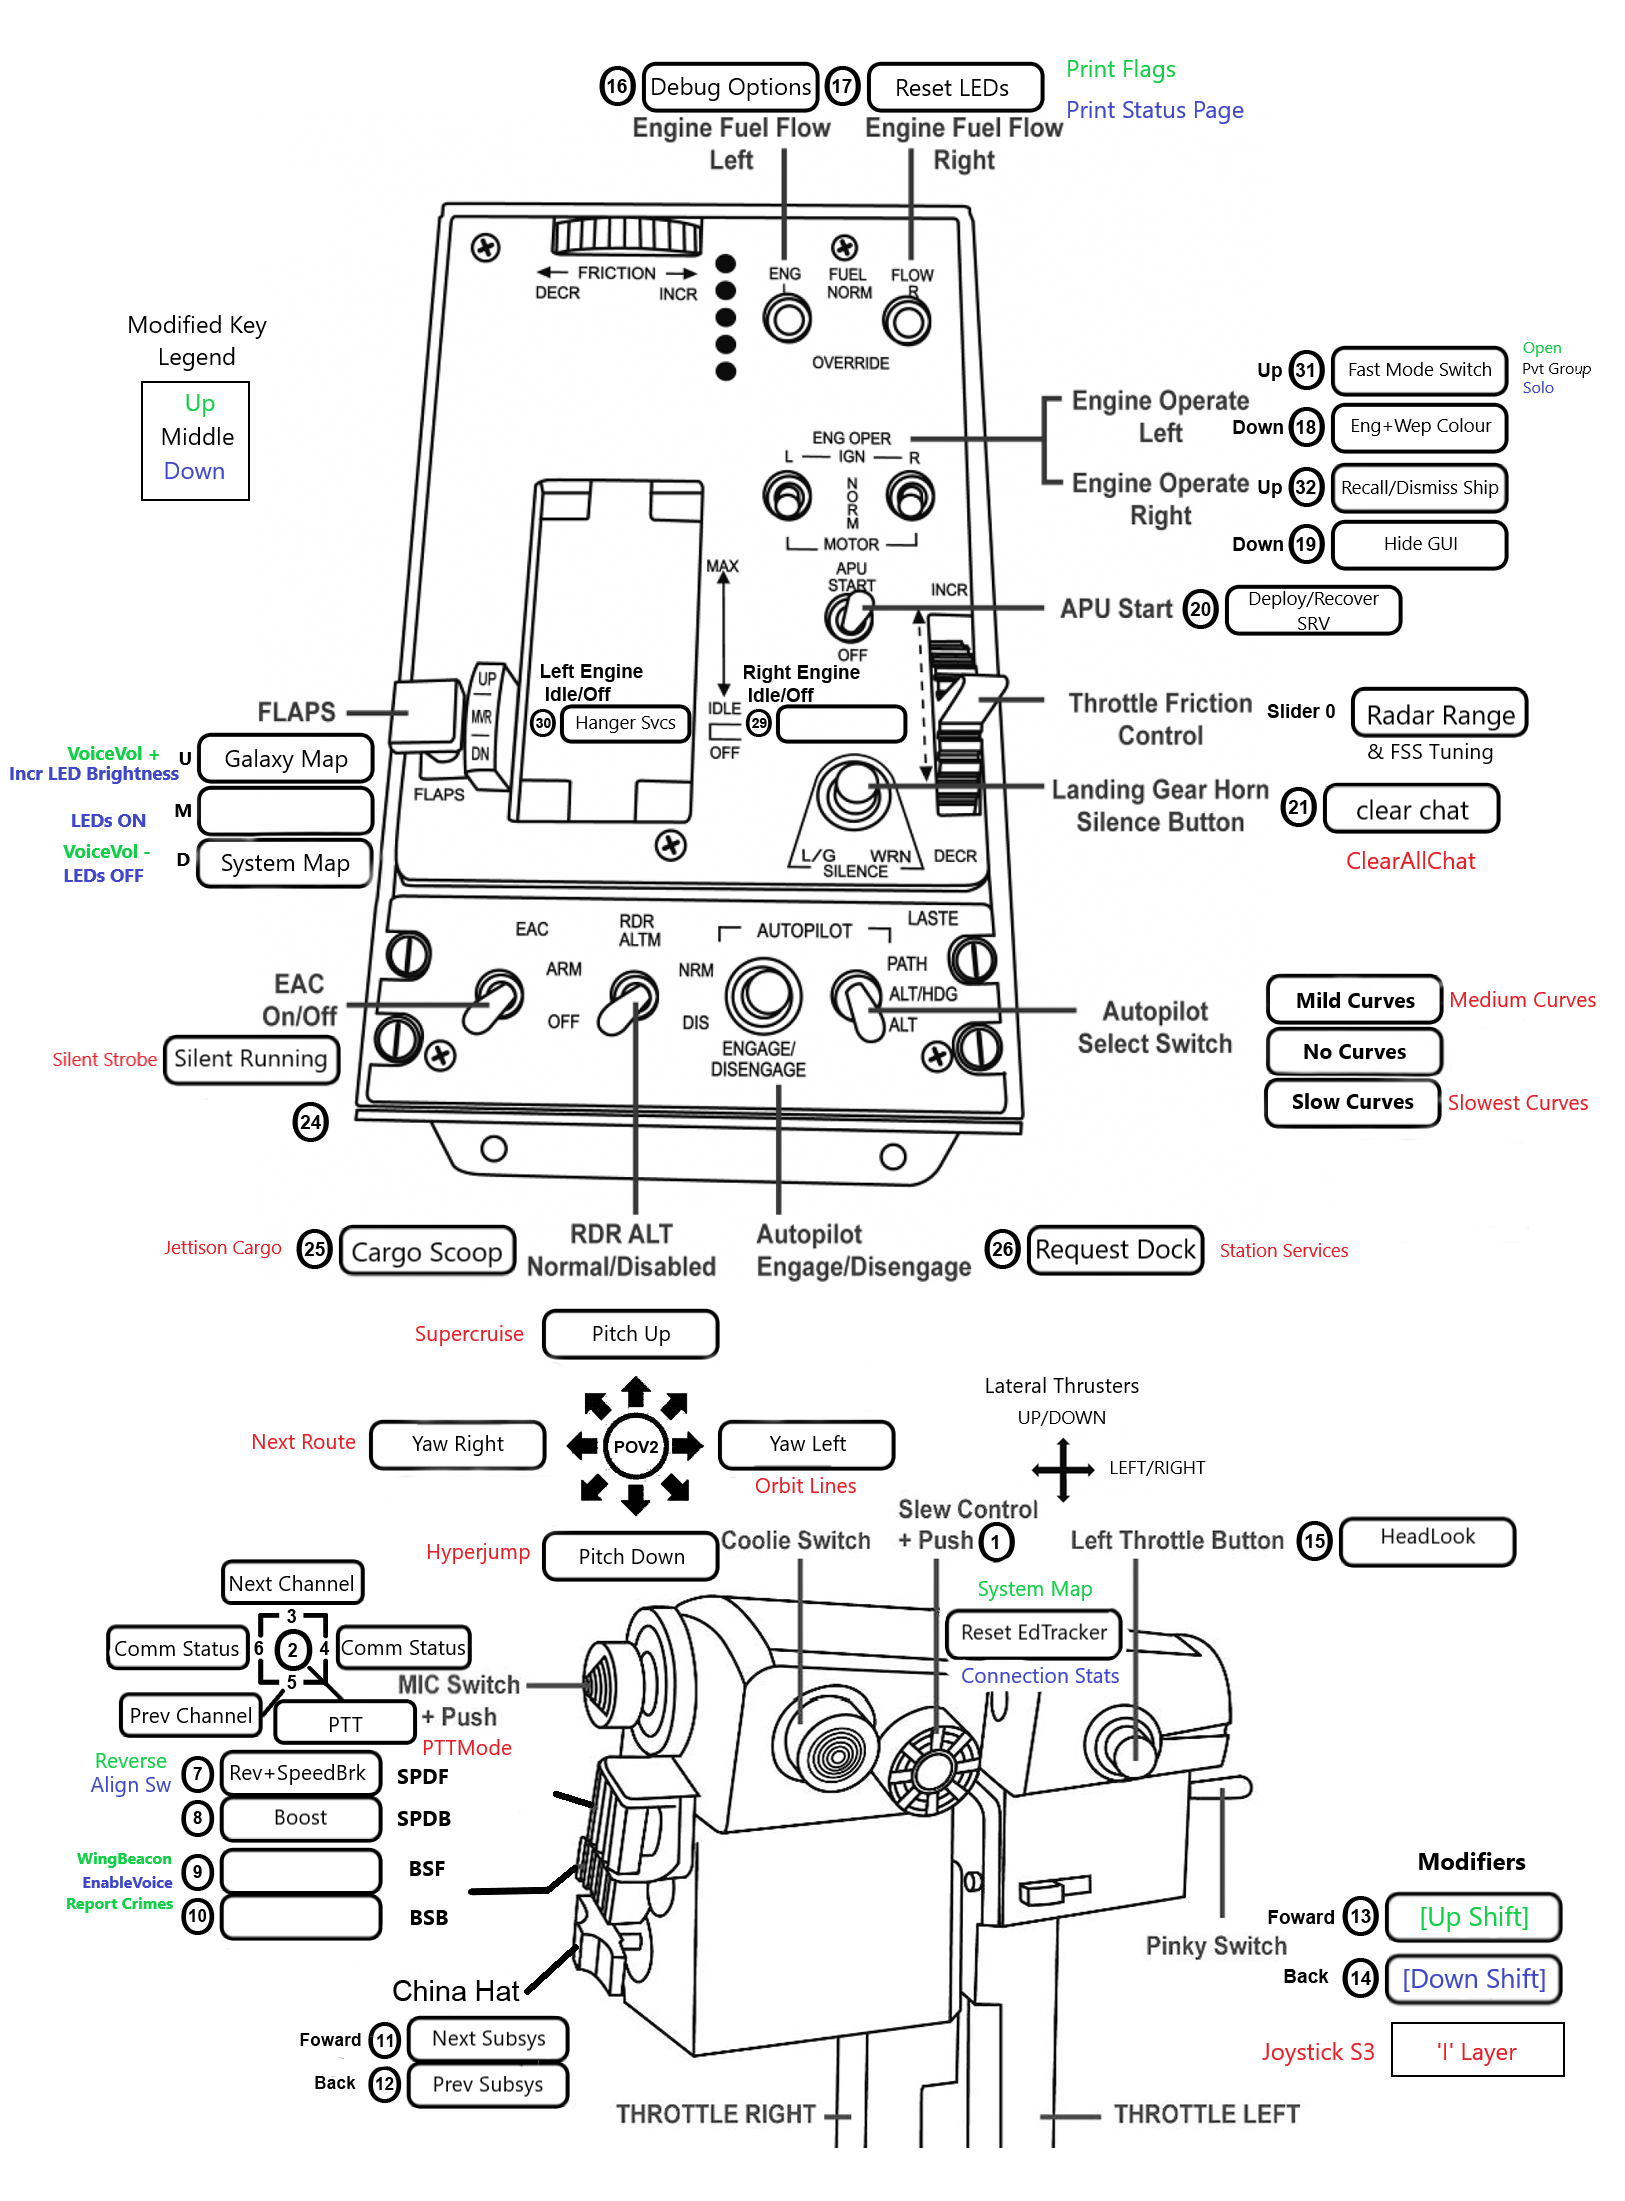 16 Debug Options 17 Reset LEDs Print Flags
Print Status Page
Engine Fuel Flow Left
Engine Fuel Flow Right
FRICTION
DECR INCR
ENG L
FUEL NORM
FLOW R
OVERRIDE
Modified Key
Legend
Up
Middle
Down
Engine Operate
Left
Up 31 Fast Mode Switch
Open
Pvt Group
Solo
Down 18 Eng+Wep Colour
Engine Operate
Right
Up 32 Recall/Dismiss Ship
Down 19 Hide GUI
ENG OPER
L IGN R
NORM
MOTOR
APU
START
OFF
INCR
APU Start 20 Deploy/Recover
SRV
MAX
IDLE
OFF
Left Engine
Idle/Off
30 Hanger Svcs
Right Engine
Idle/Off
29
Throttle Friction
Control
Slider 0 Radar Range
& FSS Tuning
FLAPS
UP
MVR
DN
FLAPS
VoiceVol +
Incr LED Brightness
U Galaxy Map
LEDs ON
M
VoiceVol -
LEDs OFF
D System Map
Landing Gear Horn
Silence Button
21 clear chat
ClearAllChat
L/G WRN
SILENCE
DECR
EAC
RDR
ALTM
AUTOPILOT
LASTE
ARM
OFF
NRM
DIS
PATH
ALT/HDG
ALT
ENGAGE/
DISENGAGE
EAC
On/Off
Silent Strobe Silent Running
24
Autopilot
Select Switch
Mild Curves Medium Curves
No Curves
Slow Curves Slowest Curves
Jettison Cargo 25 Cargo Scoop
RDR ALT
Normal/Disabled
Autopilot
Engage/Disengage
26 Request Dock Station Services
Supercruise Pitch Up
Next Route Yaw Right
POV2
Yaw Left
Orbit Lines
Hyperjump Pitch Down
Lateral Thrusters
UP/DOWN
LEFT/RIGHT
Coolie Switch
Slew Control
+ Push 1
System Map
Reset EdTracker
Connection Stats
Left Throttle Button 15 HeadLook
Next Channel
3
Comm Status 6 2 4 Comm Status
5
Prev Channel
PTT
MIC Switch
+ Push
PTTMode
Reverse
Align Sw
7 Rev+SpeedBrk SPDF
8 Boost SPDB
WingBeacon
EnableVoice
9 BSF
Report Crimes
10 BSB
China Hat
Foward 11 Next Subsys
Back 12 Prev Subsys
Pinky Switch
Modifiers
Foward 13 [Up Shift]
Back 14 [Down Shift]
Joystick S3 'I' Layer
THROTTLE RIGHT
THROTTLE LEFT